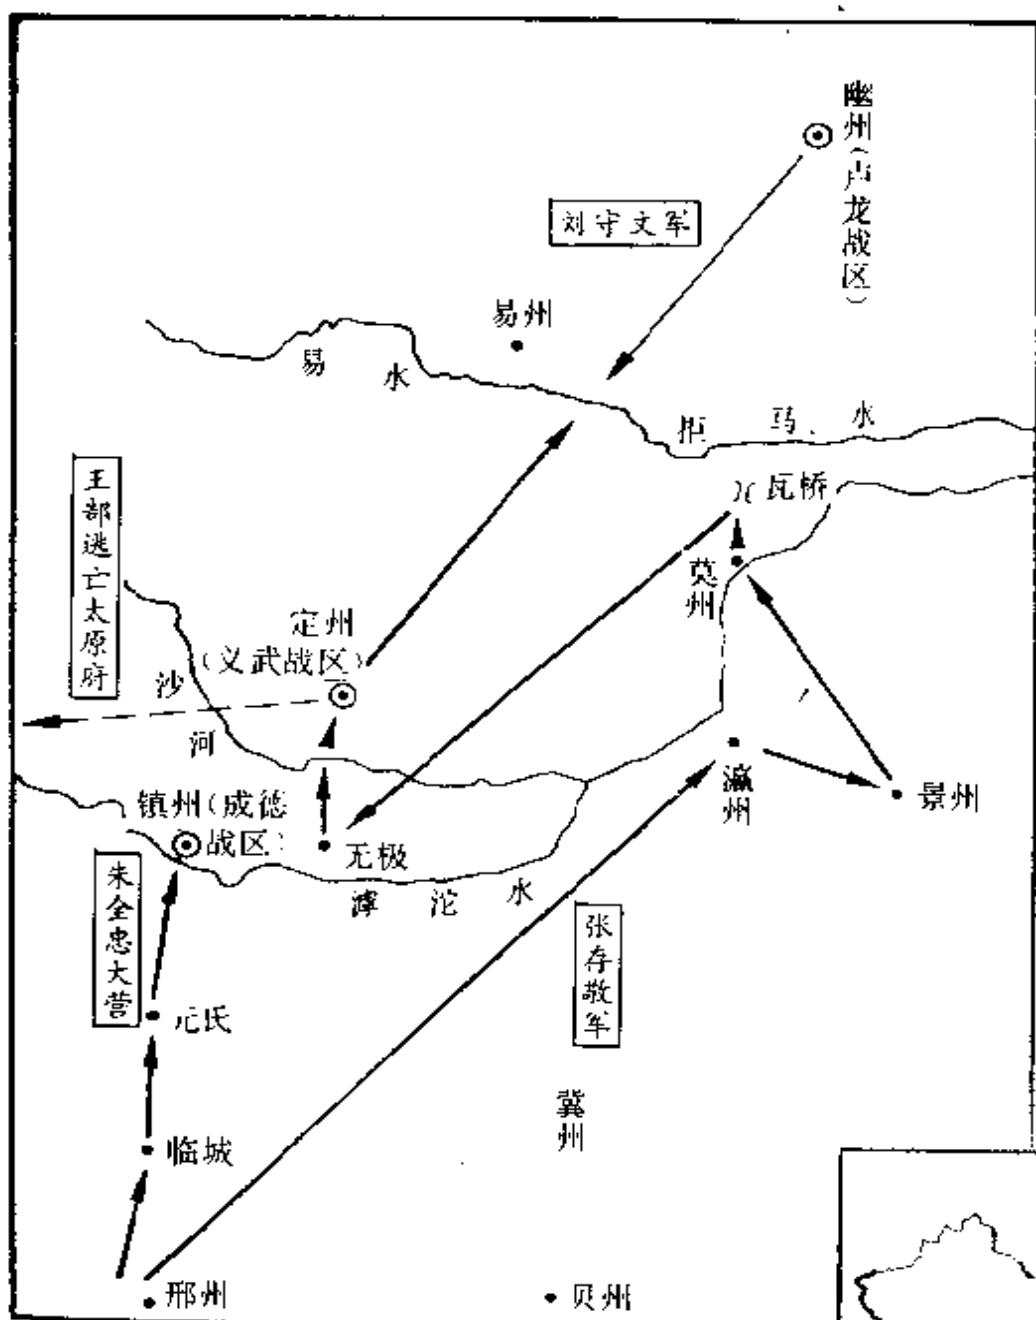 幽州(卢龙战区)
刘守文军
易州
易水
拒马水
瓦桥
莫州
王郜逃亡太原府
定州
(义武战区)
沙河
镇州(成德
战区)
无极
滹沱水
瀛州
景州
朱全忠大营
张存敬军
元氏
冀州
临城
邢州
贝州